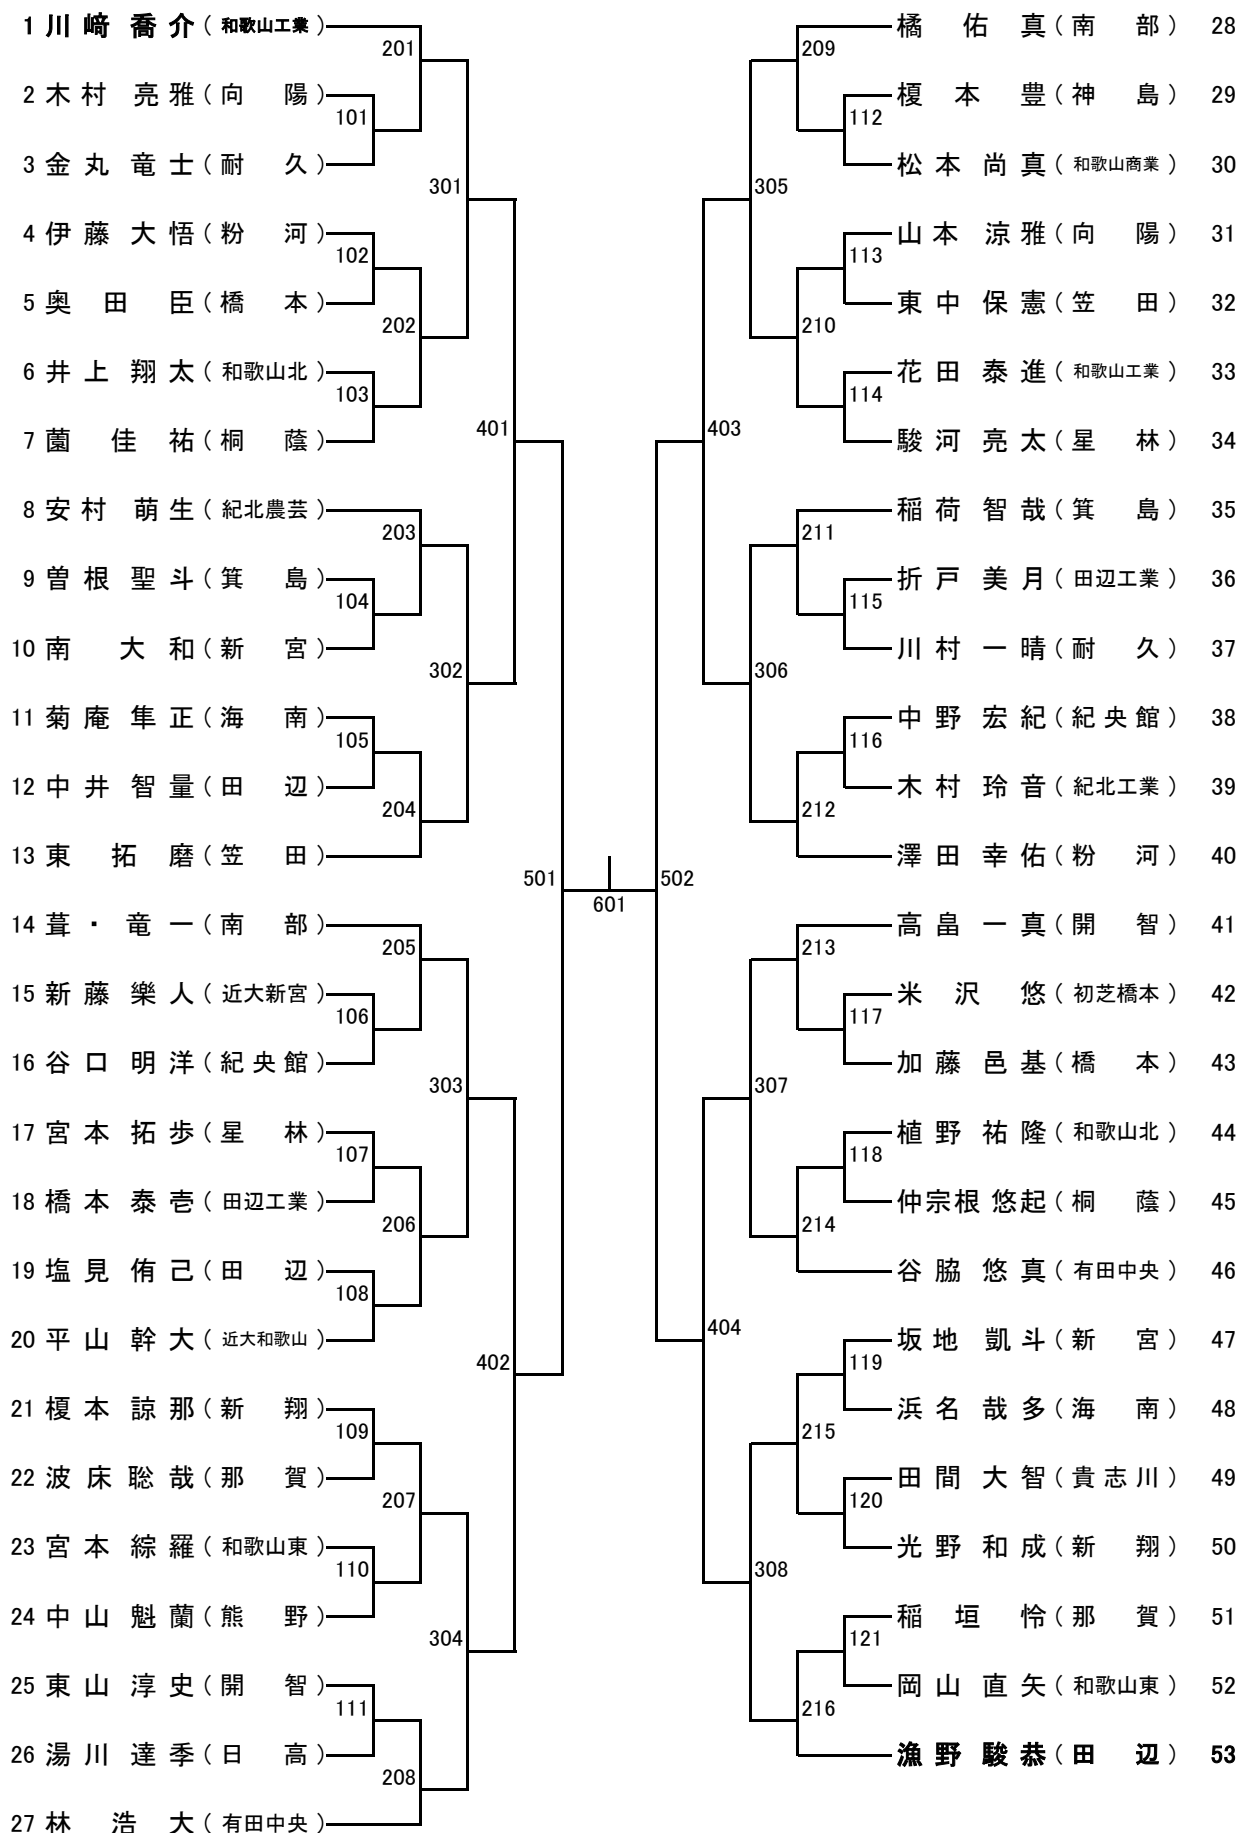 1 川﨑 喬介 (和歌山工業)
2 木村 亮雅 (向陽)
3 金丸 竜士 (耐久)
4 伊藤 大悟 (粉河)
5 奥田 臣 (橋本)
6 井上 翔太 (和歌山北)
7 薗 佳祐 (桐蔭)
8 安村 萌生 (紀北農芸)
9 曽根 聖斗 (箕島)
10 南 大和 (新宮)
11 菊庵 隼正 (海南)
12 中井 智量 (田辺)
13 東 拓磨 (笠田)
14 葺・竜一 (南部)
15 新藤 樂人 (近大新宮)
16 谷口 明洋 (紀央館)
17 宮本 拓歩 (星林)
18 橋本 泰壱 (田辺工業)
19 塩見 侑己 (田辺)
20 平山 幹大 (近大和歌山)
21 榎本 諒那 (新翔)
22 波床 聡哉 (那賀)
23 宮本 綜羅 (和歌山東)
24 中山 魁蘭 (熊野)
25 東山 淳史 (開智)
26 湯川 達季 (日高)
27 林 浩大 (有田中央)
101
102
103
104
105
106
107
108
109
110
111
201
202
203
204
205
206
207
208
301
302
303
304
401
402
501
601
502
403
404
305
306
307
308
209
210
211
212
213
214
215
216
112
113
114
115
116
117
118
119
120
121
橘 佑真 (南部) 28
榎本 豊 (神島) 29
松本 尚真 (和歌山商業) 30
山本 涼雅 (向陽) 31
東中 保憲 (笠田) 32
花田 泰進 (和歌山工業) 33
駿河 亮太 (星林) 34
稲荷 智哉 (箕島) 35
折戸 美月 (田辺工業) 36
川村 一晴 (耐久) 37
中野 宏紀 (紀央館) 38
木村 玲音 (紀北工業) 39
澤田 幸佑 (粉河) 40
高畠 一真 (開智) 41
米沢 悠 (初芝橋本) 42
加藤 邑基 (橋本) 43
植野 祐隆 (和歌山北) 44
仲宗根 悠起 (桐蔭) 45
谷脇 悠真 (有田中央) 46
坂地 凱斗 (新宮) 47
浜名 哉多 (海南) 48
田間 大智 (貴志川) 49
光野 和成 (新翔) 50
稲垣 怜 (那賀) 51
岡山 直矢 (和歌山東) 52
漁野 駿恭 (田辺) 53